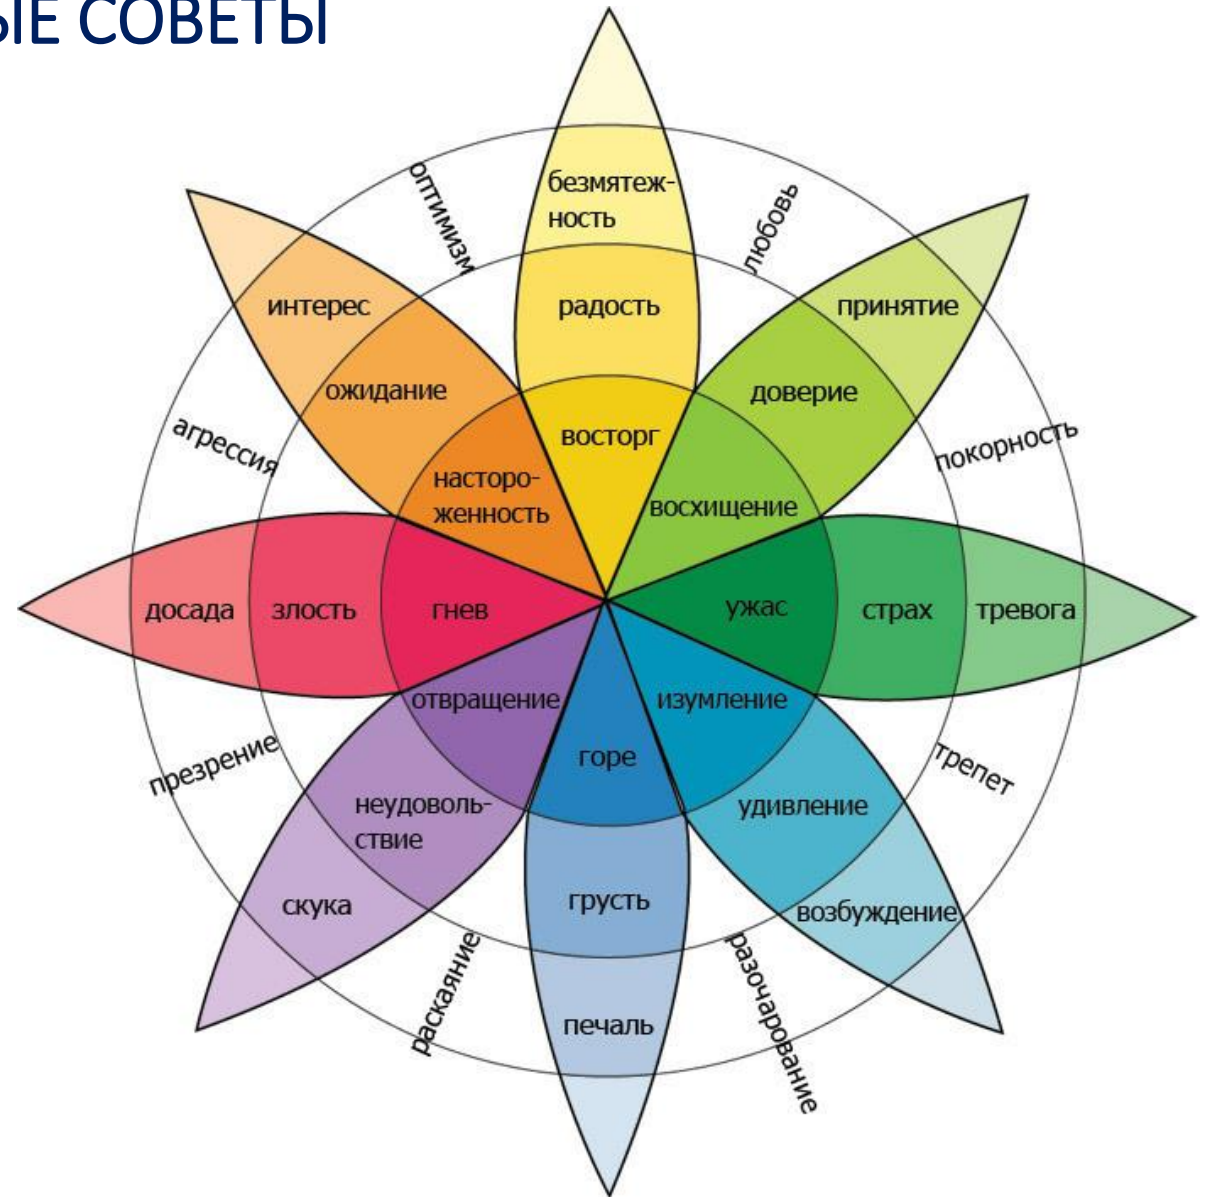 ЫЕ СОВЕТЫ
безмятеж-
ность
оптимизм
любовь
интерес
радость
принятие
ожидание
доверие
агрессия
восторг
покорность
насторо-
женность
восхищение
досада
злость
гнев
ужас
страх
тревога
отвращение
изумление
презрение
горе
трепет
неудоволь-
ствие
удивление
скука
грусть
возбуждение
раскаяние
разочарование
печаль